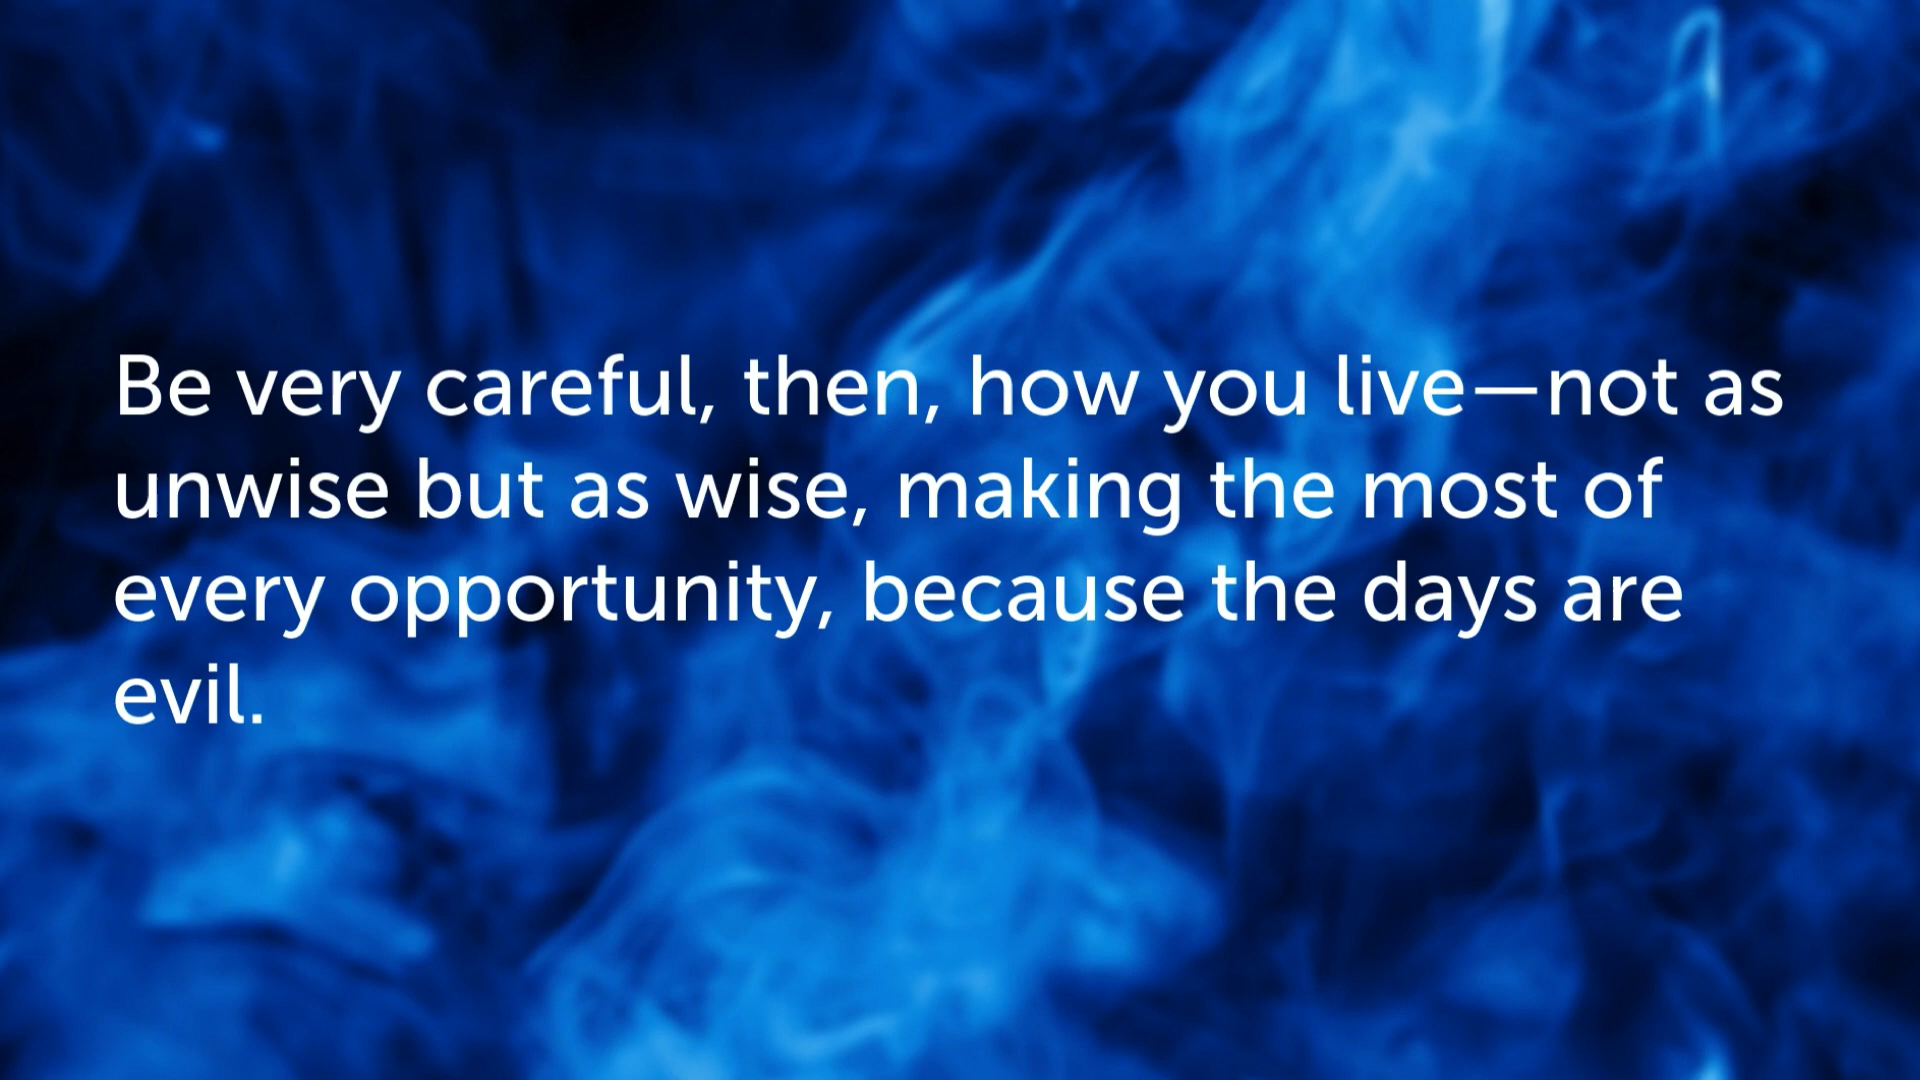 Be very careful, then, how you live—not as
unwise but as wise, making the most of
every opportunity, because the days are
evil.